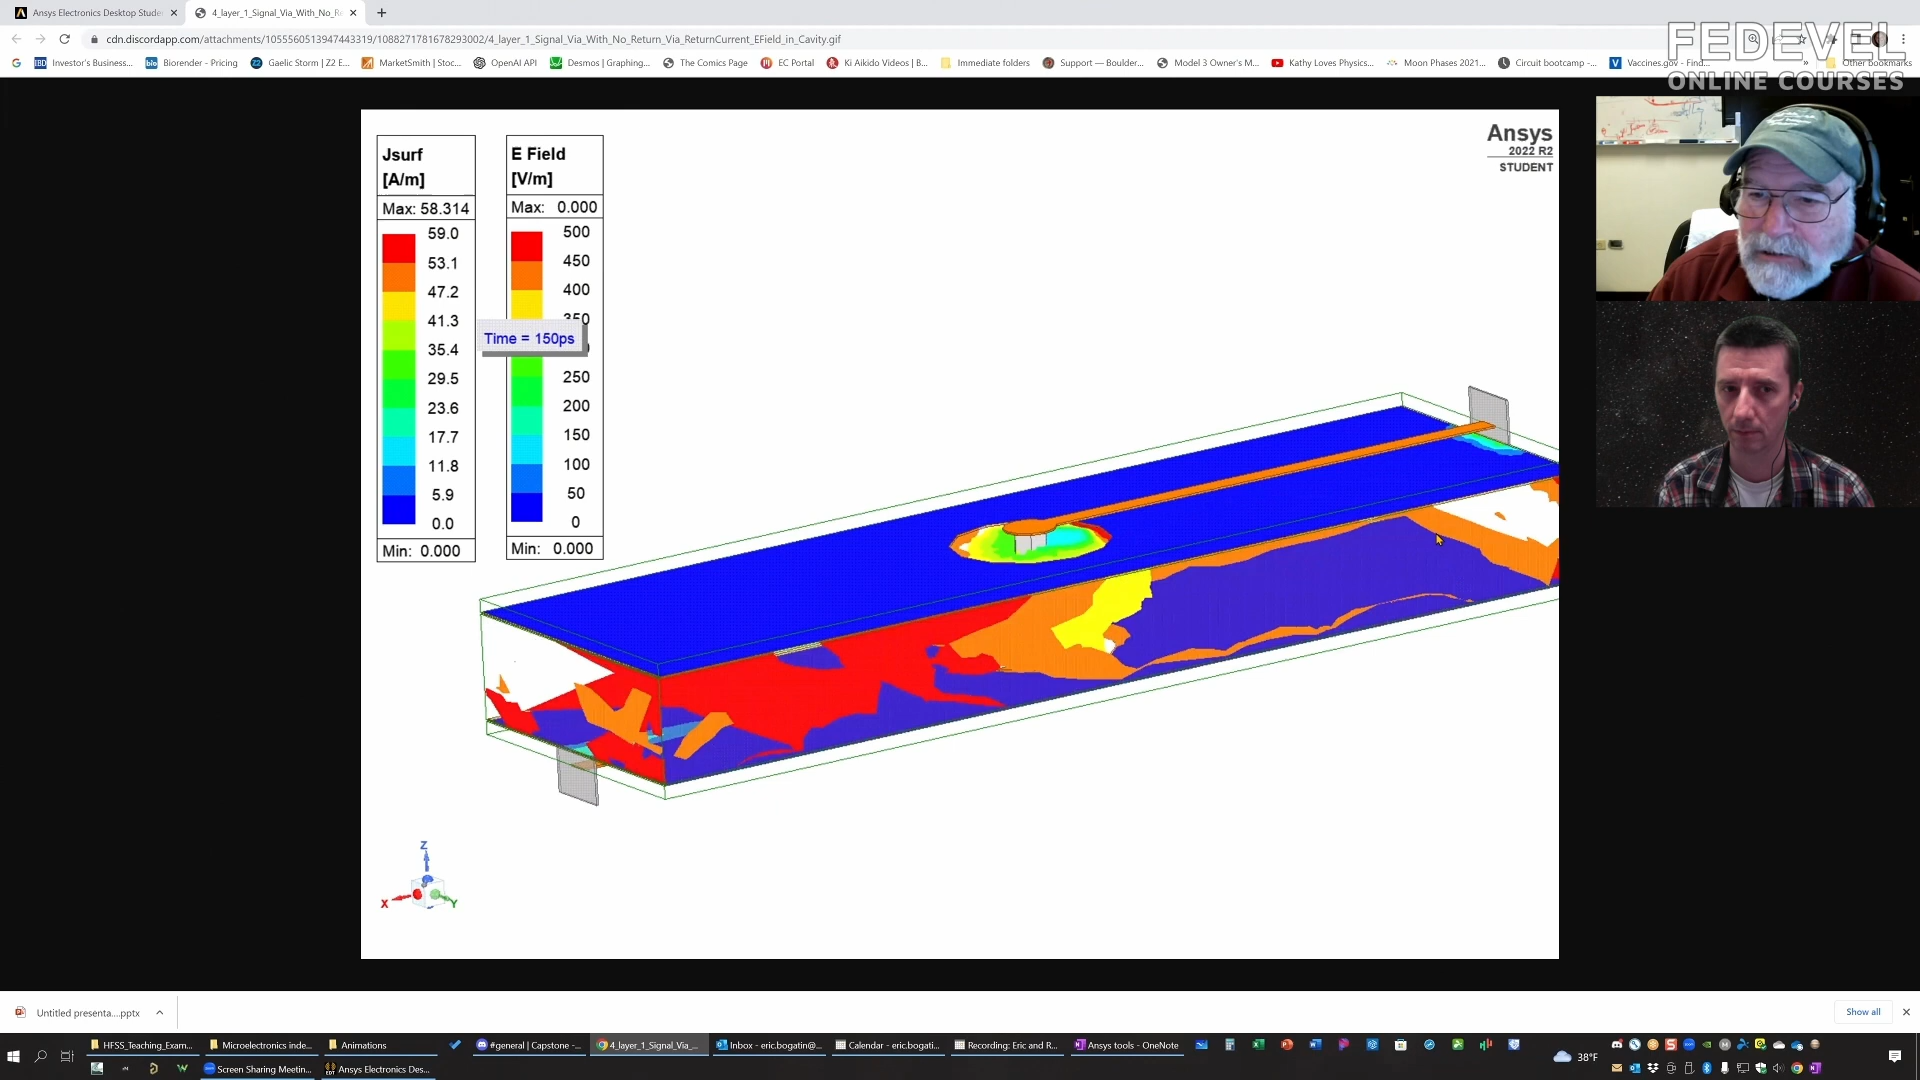 Ansys Electronics Desktop Stude
4_layer_1_Signal_Via_With_No_Re
cdn.discordapp.com/attachments/1055560513947443319/1088271781678293002/4_layer_1_Signal_Via_With_No_Return_Via_ReturnCurrent_EField_in_Cavity.gif
FEDEVEL
ONLINE COURSES
Investor's Business...
Biorender - Pricing
Gaelic Storm | Z2 E...
MarketSmith | Stoc...
OpenAI API
Desmos | Graphing...
The Comics Page
EC Portal
Ki Aikido Videos | B...
Immediate folders
Support — Boulder...
Model 3 Owner's M...
Kathy Loves Physics...
Moon Phases 2021...
Circuit bootcamp -...
Vaccines.gov - Find...
Other bookmarks
Jsurf
[A/m]
Max: 58.314
59.0
53.1
47.2
41.3
35.4
29.5
23.6
17.7
11.8
5.9
0.0
Min: 0.000
E Field
[V/m]
Max: 0.000
500
450
400
350
Time = 150ps
250
200
150
100
50
0
Min: 0.000
Ansys
2022 R2
STUDENT
Z
X
Y
Untitled presenta....pptx
Show all
HFSS_Teaching_Exam...
Microelectronics inde...
Animations
#general | Capstone -...
4_layer_1_Signal_Via_...
Inbox - eric.bogatin@...
Calendar - eric.bogati...
Recording: Eric and R...
Ansys tools - OneNote
38°F
Screen Sharing Meetin...
Ansys Electronics Des...